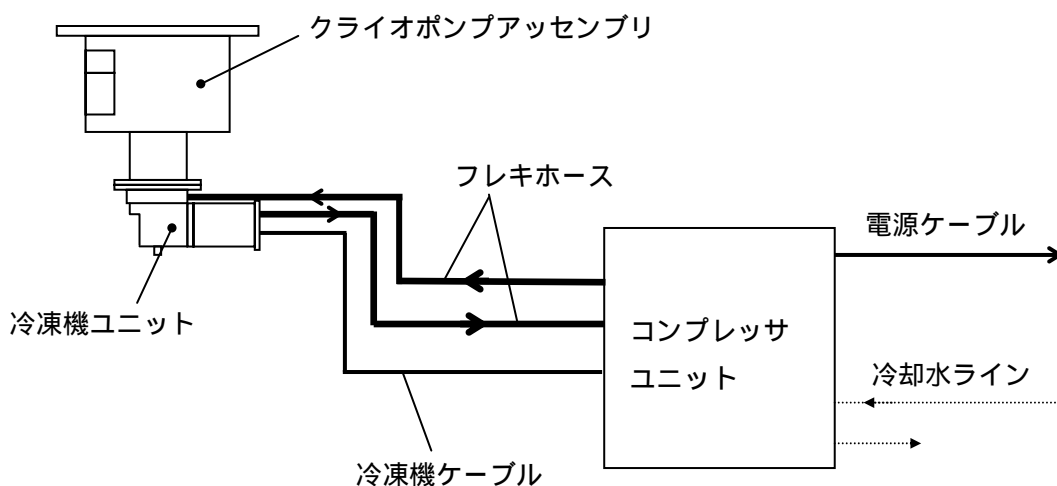 クライオポンプアッセンブリ
フレキホース
電源ケーブル
冷凍機ユニット
コンプレッサ
ユニット
冷却水ライン
冷凍機ケーブル